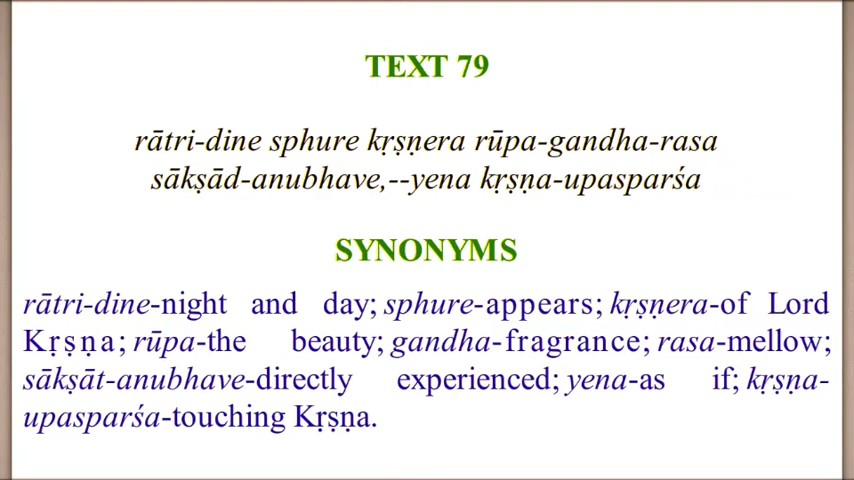 TEXT 79
rātri-dine sphure kṛṣṇera rūpa-gandha-rasa
sākṣād-anubhave,--yena kṛṣṇa-upasparśa
SYNONYMS
rātri-dine-night and day; sphure-appears; kṛṣṇera-of Lord
Kṛṣṇa; rūpa-the beauty; gandha-fragrance; rasa-mellow;
sākṣāt-anubhave-directly experienced; yena-as if; kṛṣṇa-
upasparśa-touching Kṛṣṇa.